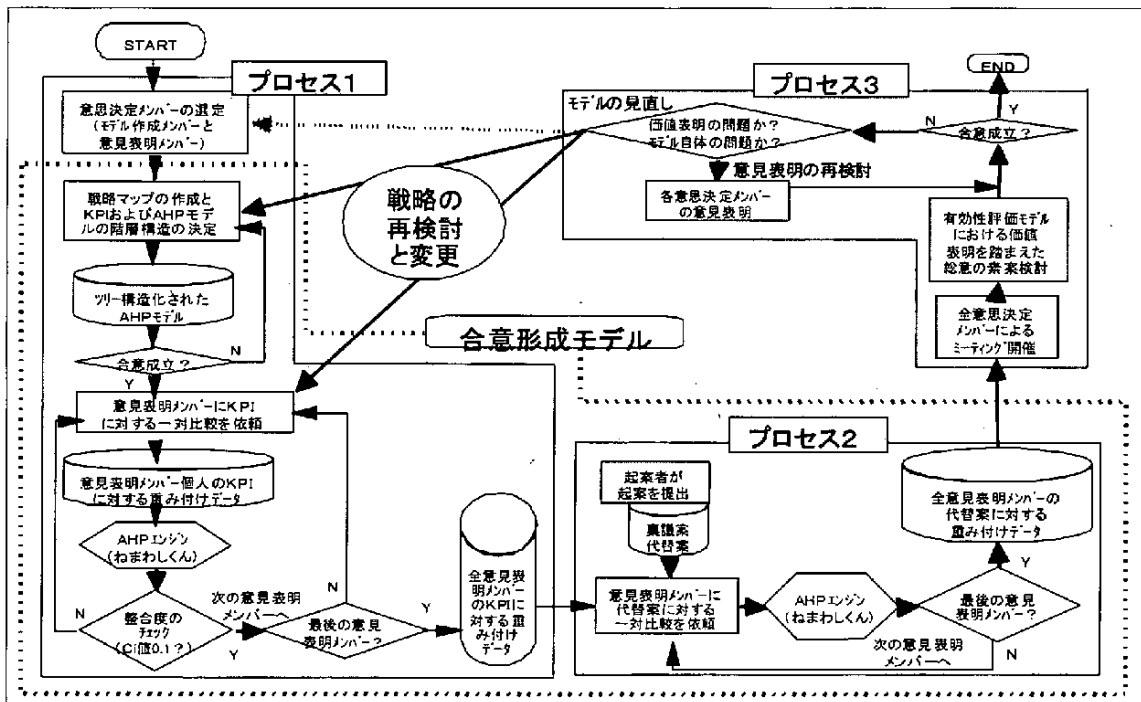 START
プロセス1
意思決定メンバーの選定
(モデル作成メンバーと
意見表明メンバー)
戦略マップの作成と
KPIおよびAHPモデ
ルの階層構造の決定
ツリー構造化された
AHPモデル
合意成立？
N
Y
意見表明メンバーにKPI
に対する一対比較を依頼
意見表明メンバー個人のKPI
に対する重み付けデータ
AHPエンジン
(ねまわしくん)
整合度の
チェック
(CI値0.1？)
N
Y
次の意見表明
メンバーへ
最後の意見
表明メンバー？
N
Y
全意見表
明メンバー
のKPIに
対する重み
付け
データ
戦略の
再検討
と変更
合意形成モデル
プロセス2
起案者が
起案を提出
稟議案
代替案
意見表明メンバーに
代替案に対する
一対比較を依頼
AHPエンジン
(ねまわしくん)
最後の意見
表明メンバー？
次の意見表明
メンバーへ
N
Y
全意見表明メンバーの
代替案に対する
重み付けデータ
プロセス3
全意思決定
メンバーによる
ミーティング開催
有効性評価モデル
における価値
表明を踏まえた
総意の素案検討
合意成立？
Y
N
END
モデルの見直し
価値表明の問題か？
モデル自体の問題か？
意見表明の再検討
各意思決定メンバー
の意見表明